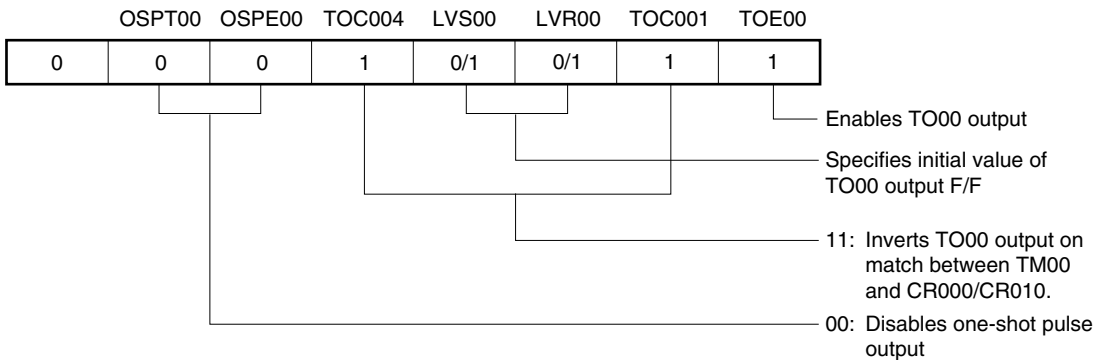 OSPT00 OSPE00 TOC004 LVS00 LVR00 TOC001 TOE00
0 0 0 1 0/1 0/1 1 1
Enables TO00 output
Specifies initial value of
TO00 output F/F
11: Inverts TO00 output on
match between TM00
and CR000/CR010.
00: Disables one-shot pulse
output